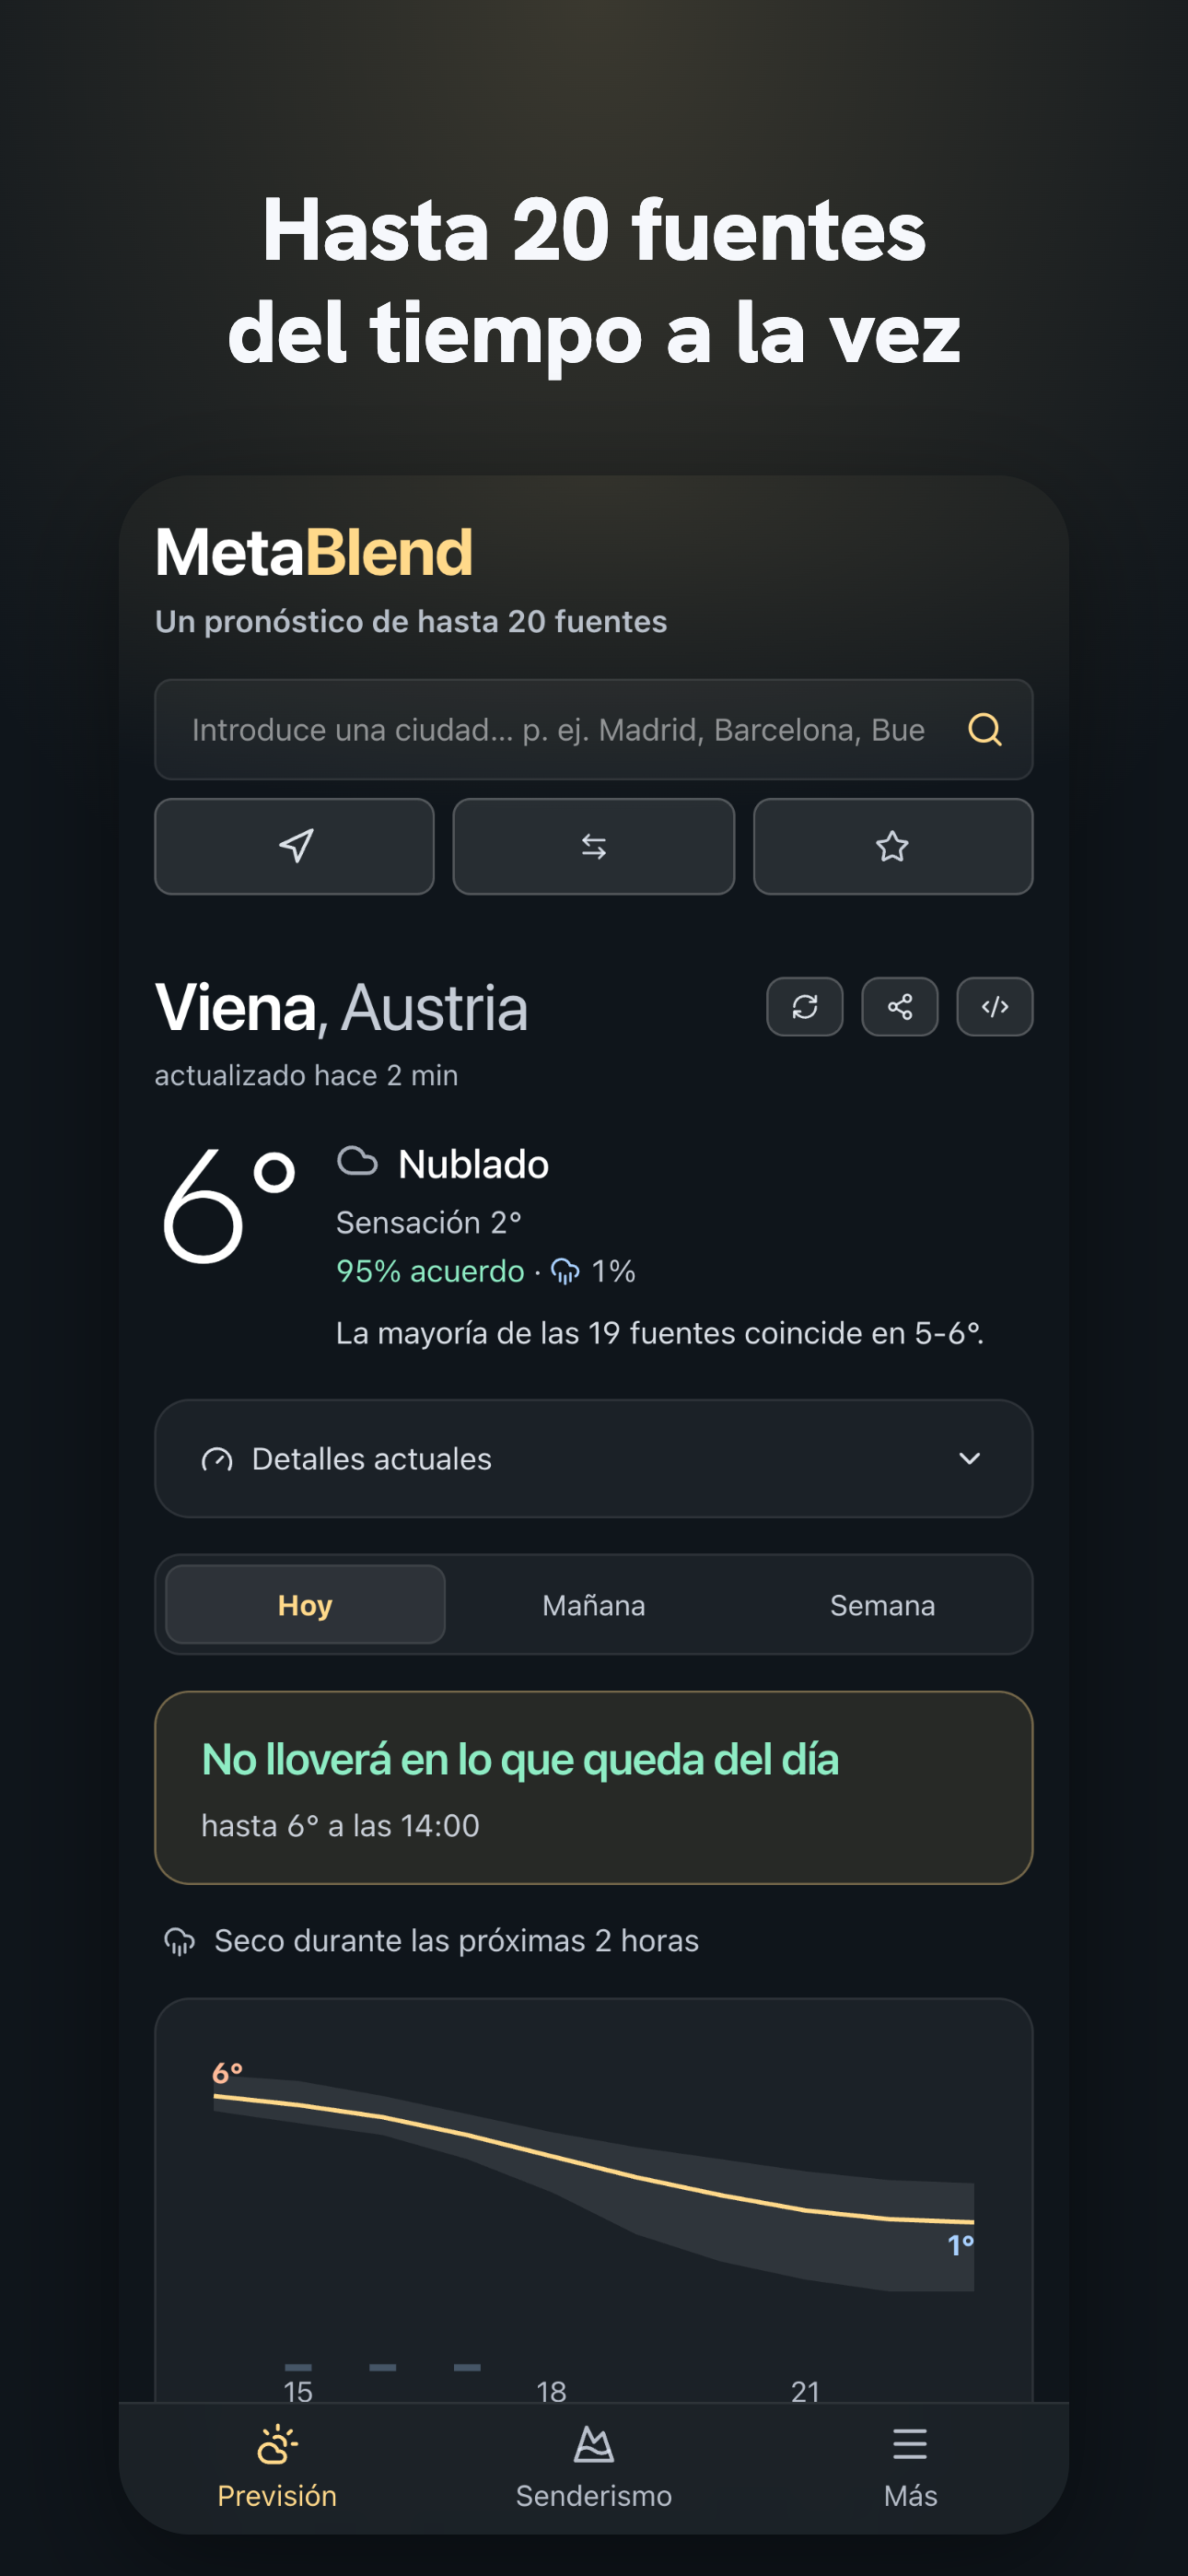 Hasta 20 fuentes
del tiempo a la vez
MetaBlend
Un pronóstico de hasta 20 fuentes
Introduce una ciudad... p. ej. Madrid, Barcelona, Bue
Viena, Austria
actualizado hace 2 min
6°
Nublado
Sensación 2°
95% acuerdo · 1%
La mayoría de las 19 fuentes coincide en 5-6°.
Detalles actuales
Hoy Mañana Semana
No lloverá en lo que queda del día
hasta 6° a las 14:00
Seco durante las próximas 2 horas
6°
1°
15 18 21
Previsión Senderismo Más